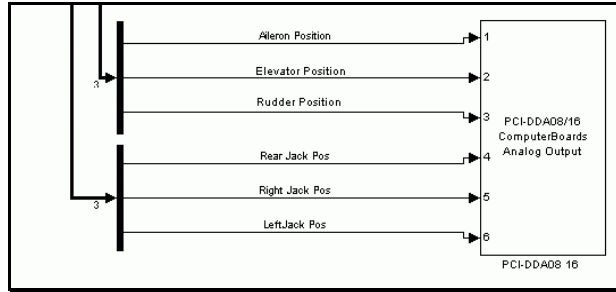 Aileron Position
1
3
Elevator Position
2
Rudder Position
3
PCI-DDA08/16
ComputerBoards
Analog Output
Rear Jack Pos
4
3
Right Jack Pos
5
LeftJack Pos
6
PCI-DDA08 16